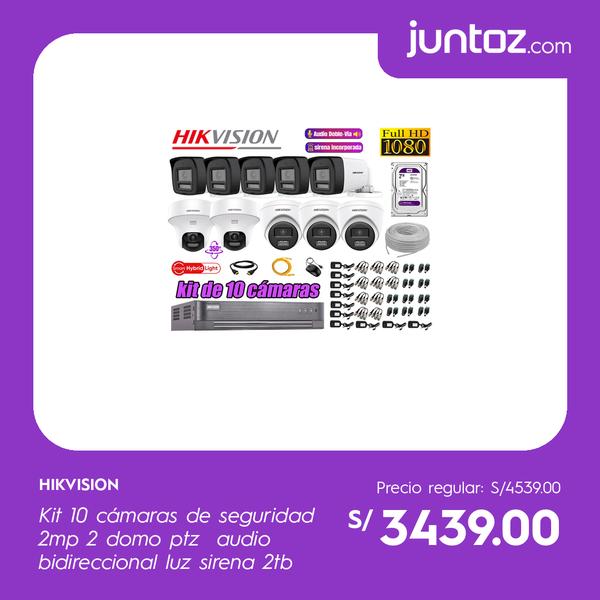 juntoz.com
HIKVISION
Audio Doble-Vía
sirena incorporada
Full HD
1080
350°
Smart Hybrid Light
kit de 10 cámaras
HIKVISION
Kit 10 cámaras de seguridad
2mp 2 domo ptz audio
bidireccional luz sirena 2tb
Precio regular: S/4539.00
S/ 3439.00